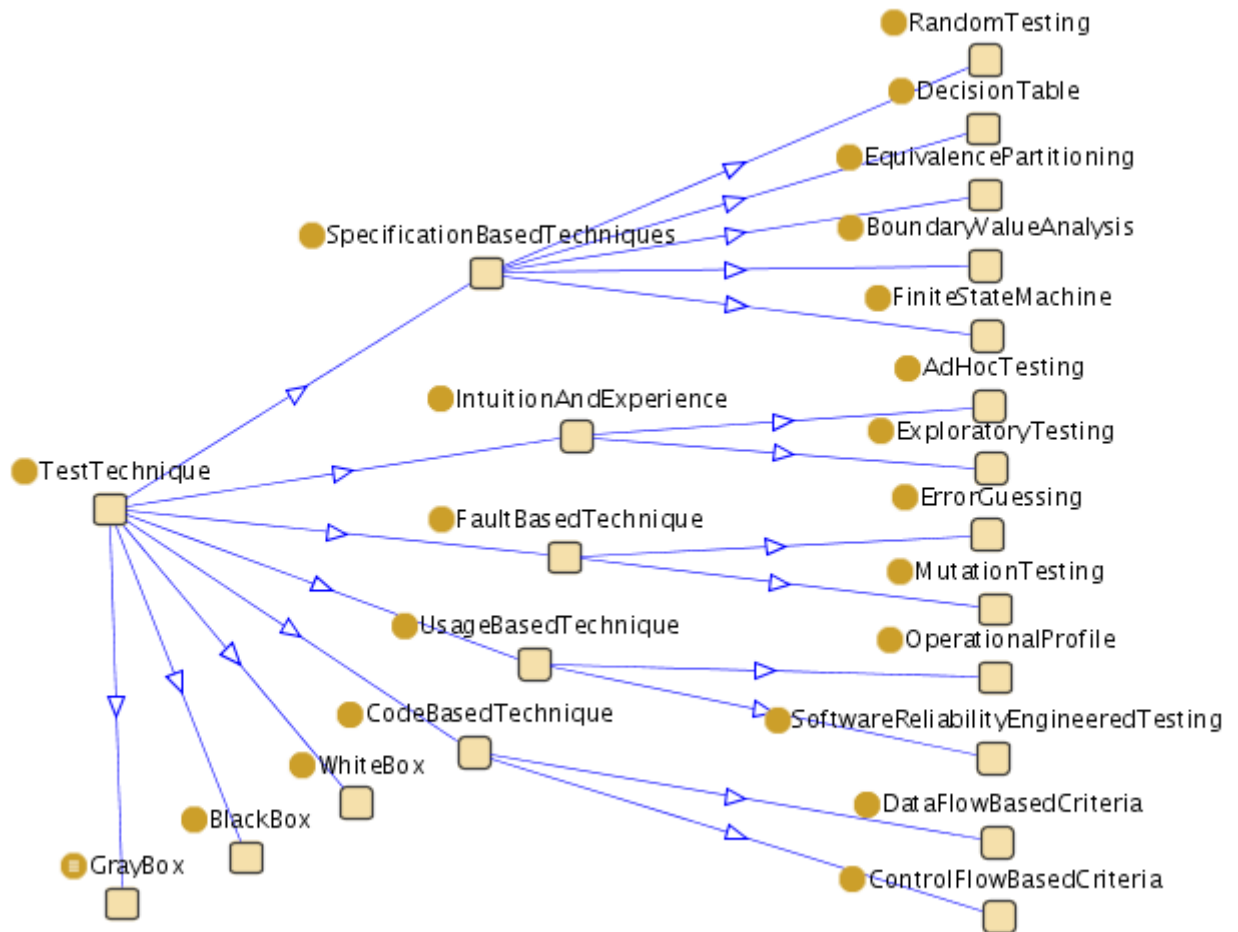 RandomTesting
DecisionTable
EquivalencePartitioning
BoundaryValueAnalysis
SpecificationBasedTechniques
FiniteStateMachine
AdHocTesting
IntuitionAndExperience
ExploratoryTesting
TestTechnique
ErrorGuessing
FaultBasedTechnique
MutationTesting
UsageBasedTechnique
OperationalProfile
CodeBasedTechnique
SoftwareReliabilityEngineeredTesting
WhiteBox
DataFlowBasedCriteria
BlackBox
GrayBox
ControlFlowBasedCriteria